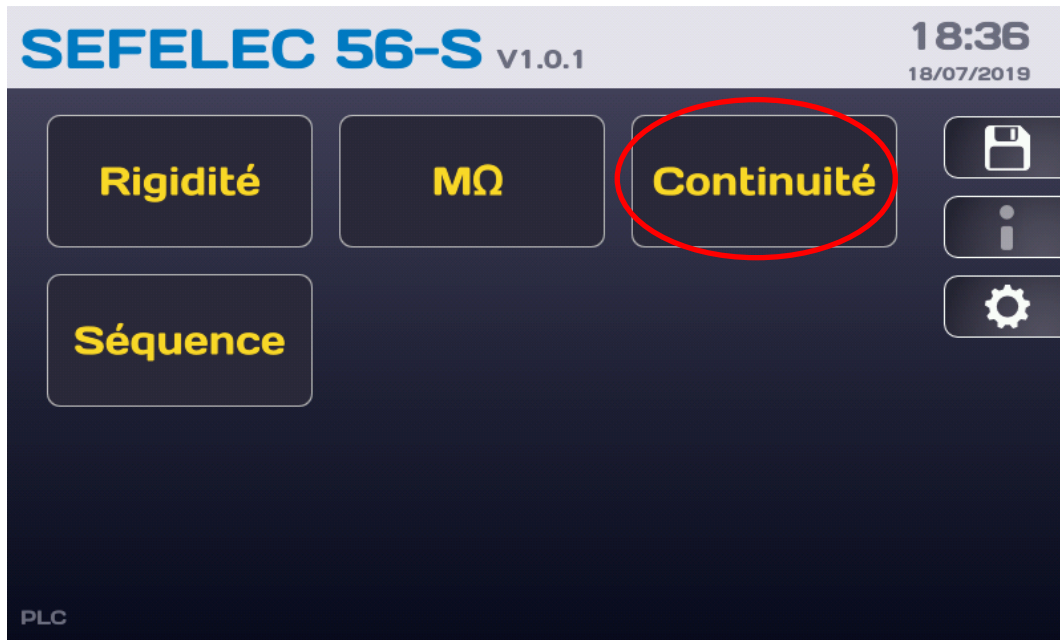 SEFELEC 56-S V1.0.1
18:36
18/07/2019
Rigidité
MΩ
Continuité
Séquence
PLC